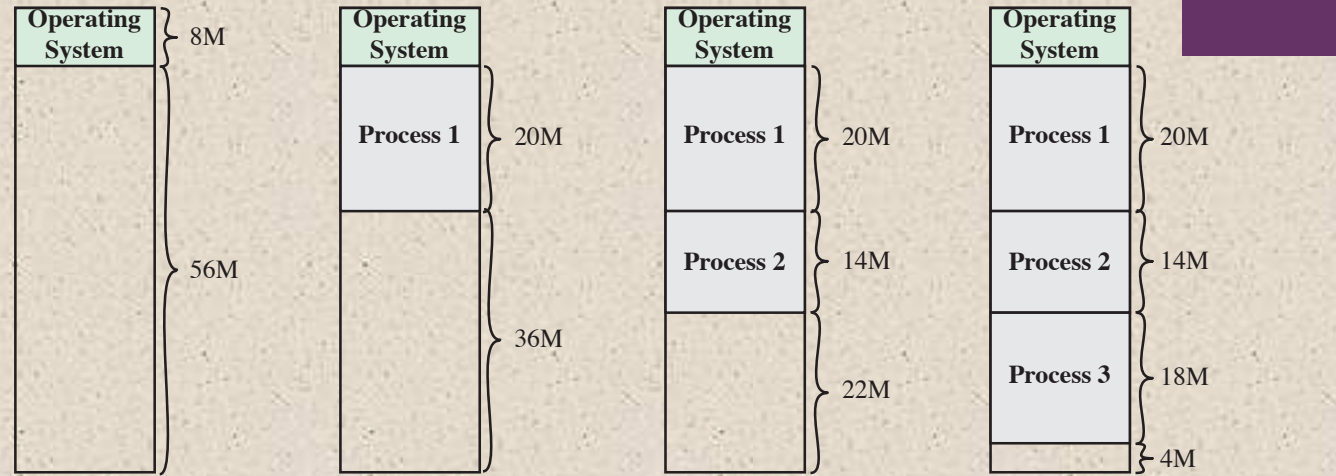 Operating
System
8M
56M
Operating
System
Process 1
20M
36M
Operating
System
Process 1
20M
Process 2
14M
22M
Operating
System
Process 1
20M
Process 2
14M
Process 3
18M
4M